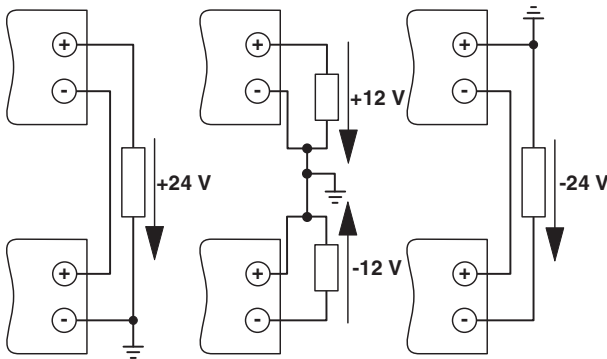 + + +
- - -
+12 V
+24 V -24 V
-12 V
+ + +
- - -